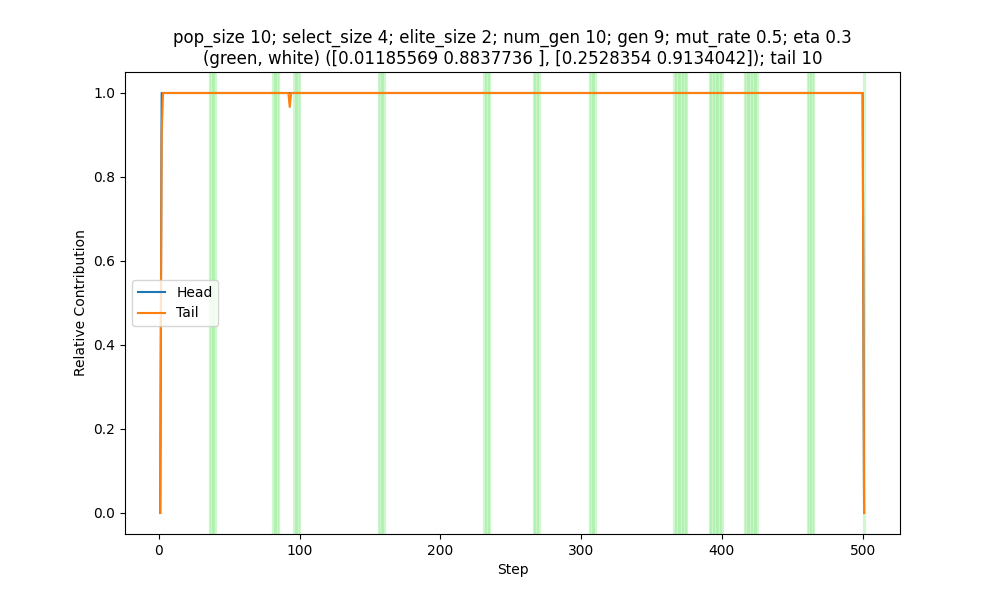 pop_size 10; select_size 4; elite_size 2; num_gen 10; gen 9; mut_rate 0.5; eta 0.3
(green, white) ([0.01185569 0.8837736 ], [0.2528354 0.9134042]); tail 10
1.0
0.8
0.6
0.4
0.2
0.0
Relative Contribution
Head
Tail
0
100
200
300
400
500
Step